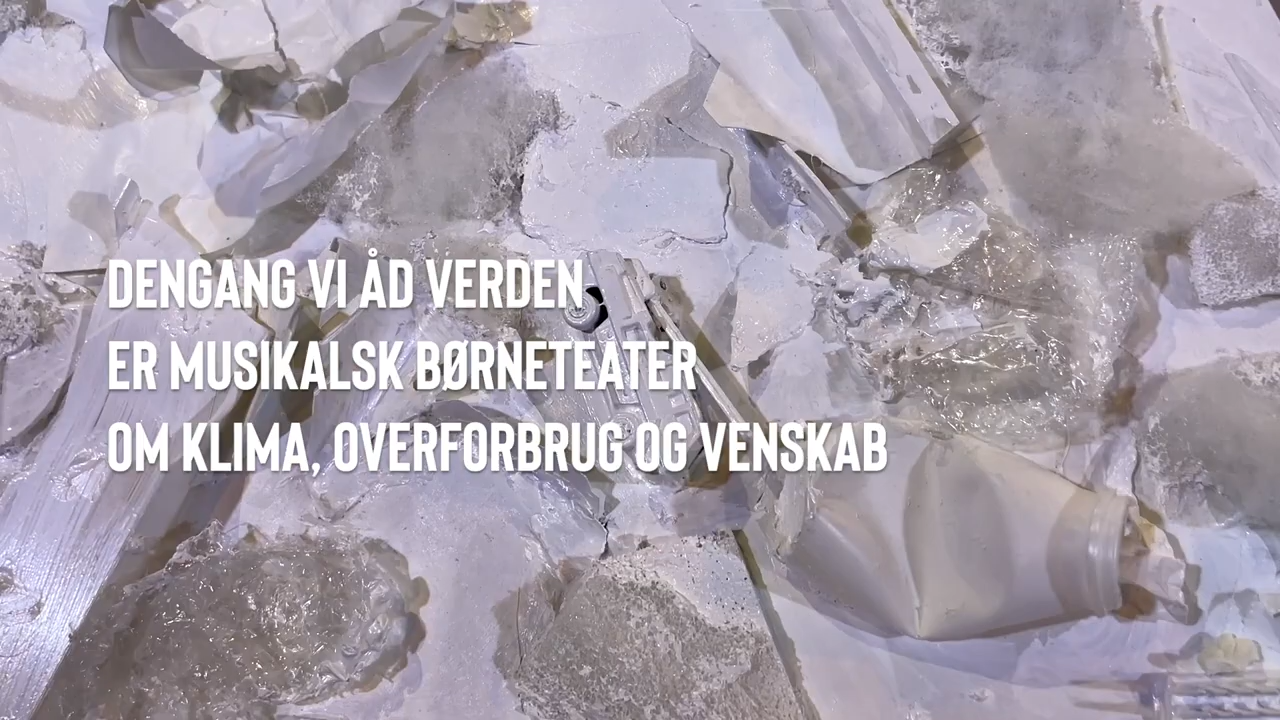 DENGANG VI ÅD VERDEN
ER MUSIKALSK BØRNETEATER
OM KLIMA, OVERFORBRUG OG VENSKAB